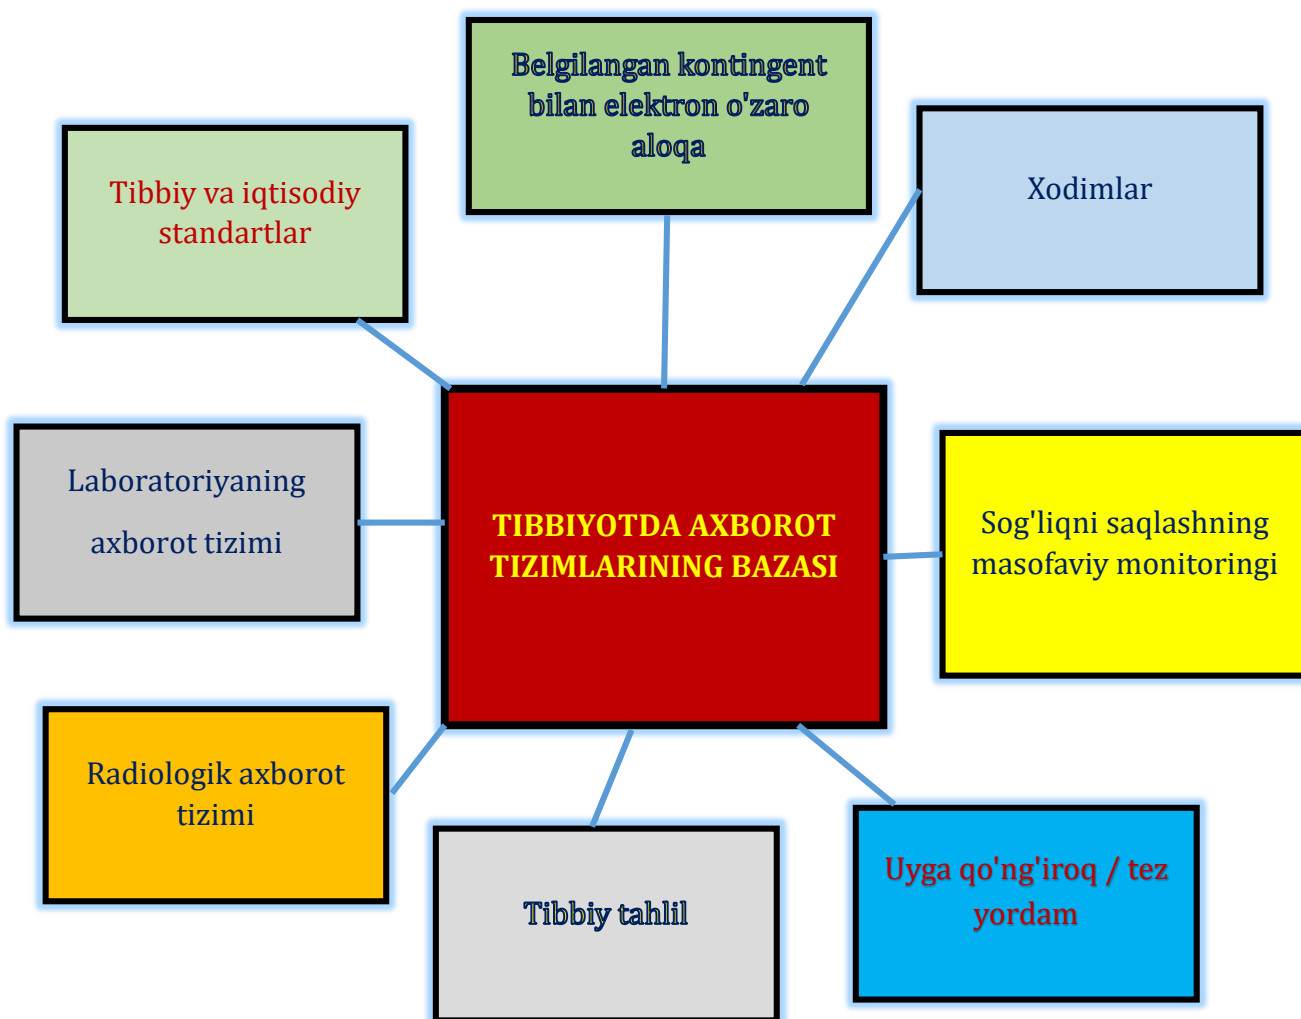 Belgilangan kontingent
bilan elektron o'zaro
aloqa
Tibbiy va iqtisodiy
standartlar
Xodimlar
Laboratoriyaning
axborot tizimi
TIBBIYOTDA AXBOROT
TIZIMLARINING BAZASI
Sog'liqni saqlashning
masofaviy monitoringi
Radiologik axborot
tizimi
Tibbiy tahlil
Uyga qo'ng'iroq / tez
yordam